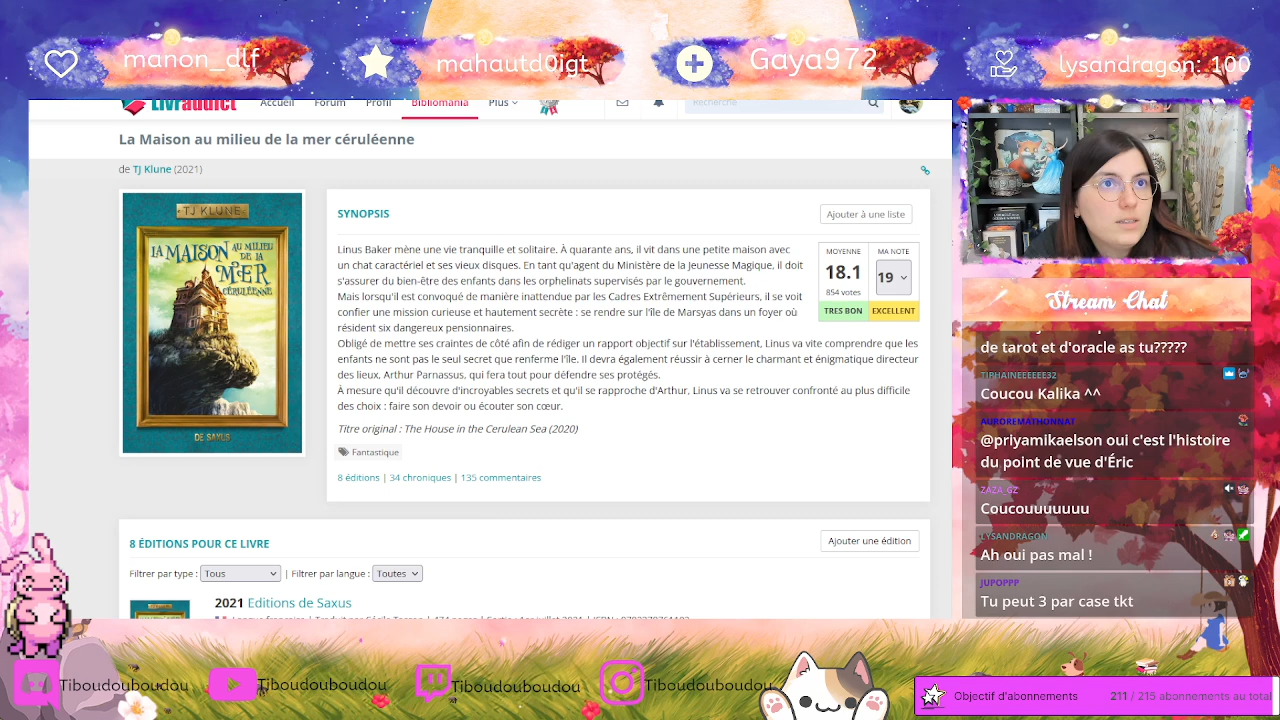 manon_dlf
mahautd0igt
Gaya972
lysandragon: 100
Livraddict
Accueil
Forum
Profil
Bibliomania
Plus
Recherche
La Maison au milieu de la mer céruléenne
de TJ Klune (2021)
TJ KLUNE
LA MAISON AU MILIEU
DE LA
MER
CÉRULÉENNE
DE SAXUS
SYNOPSIS
Ajouter à une liste
Linus Baker mène une vie tranquille et solitaire. À quarante ans, il vit dans une petite maison avec
un chat caractériel et ses vieux disques. En tant qu'agent du Ministère de la Jeunesse Magique, il doit
s'assurer du bien-être des enfants dans les orphelinats supervisés par le gouvernement.
Mais lorsqu'il est convoqué de manière inattendue par les Cadres Extrêmement Supérieurs, il se voit
confier une mission curieuse et hautement secrète : se rendre sur l'île de Marsyas dans un foyer où
résident six dangereux pensionnaires.
Obligé de mettre ses craintes de côté afin de rédiger un rapport objectif sur l'établissement, Linus va vite comprendre que les
enfants ne sont pas le seul secret que renferme l'île. Il devra également réussir à cerner le charmant et énigmatique directeur
des lieux, Arthur Parnassus, qui fera tout pour défendre ses protégés.
À mesure qu'il découvre d'incroyables secrets et qu'il se rapproche d'Arthur, Linus va se retrouver confronté au plus difficile
des choix : faire son devoir ou écouter son cœur.
MOYENNE
MA NOTE
18.1
19
854 votes
TRES BON
EXCELLENT
Titre original : The House in the Cerulean Sea (2020)
Fantastique
8 éditions | 34 chroniques | 135 commentaires
8 ÉDITIONS POUR CE LIVRE
Ajouter une édition
Filtrer par type : Tous | Filtrer par langue : Toutes
2021 Editions de Saxus
Stream Chat
de tarot et d'oracle as tu?????
TIRHAINEEEEEE32
Coucou Kalika ^^
AUROREMATHONNAT
@priyamikaelson oui c'est l'histoire
du point de vue d'Éric
ZAZA_GZ
Coucouuuuuuu
LYSANDRAGON
Ah oui pas mal !
JUPOPPP
Tu peut 3 par case tkt
Tiboudouboudou
Tiboudouboudou
Tiboudouboudou
Tiboudouboudou
Objectif d'abonnements
211 / 215 abonnements au total